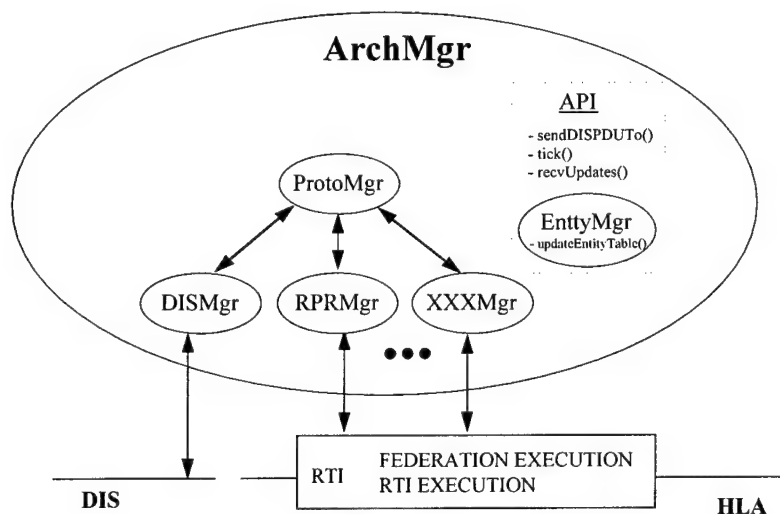 ArchMgr
API
- sendDISPDUTo()
- tick()
- recvUpdates()
ProtoMgr
EnttyMgr
- updateEntityTable()
DISMgr
RPRMgr
XXXMgr
RTI
FEDERATION EXECUTION
RTI EXECUTION
DIS
HLA